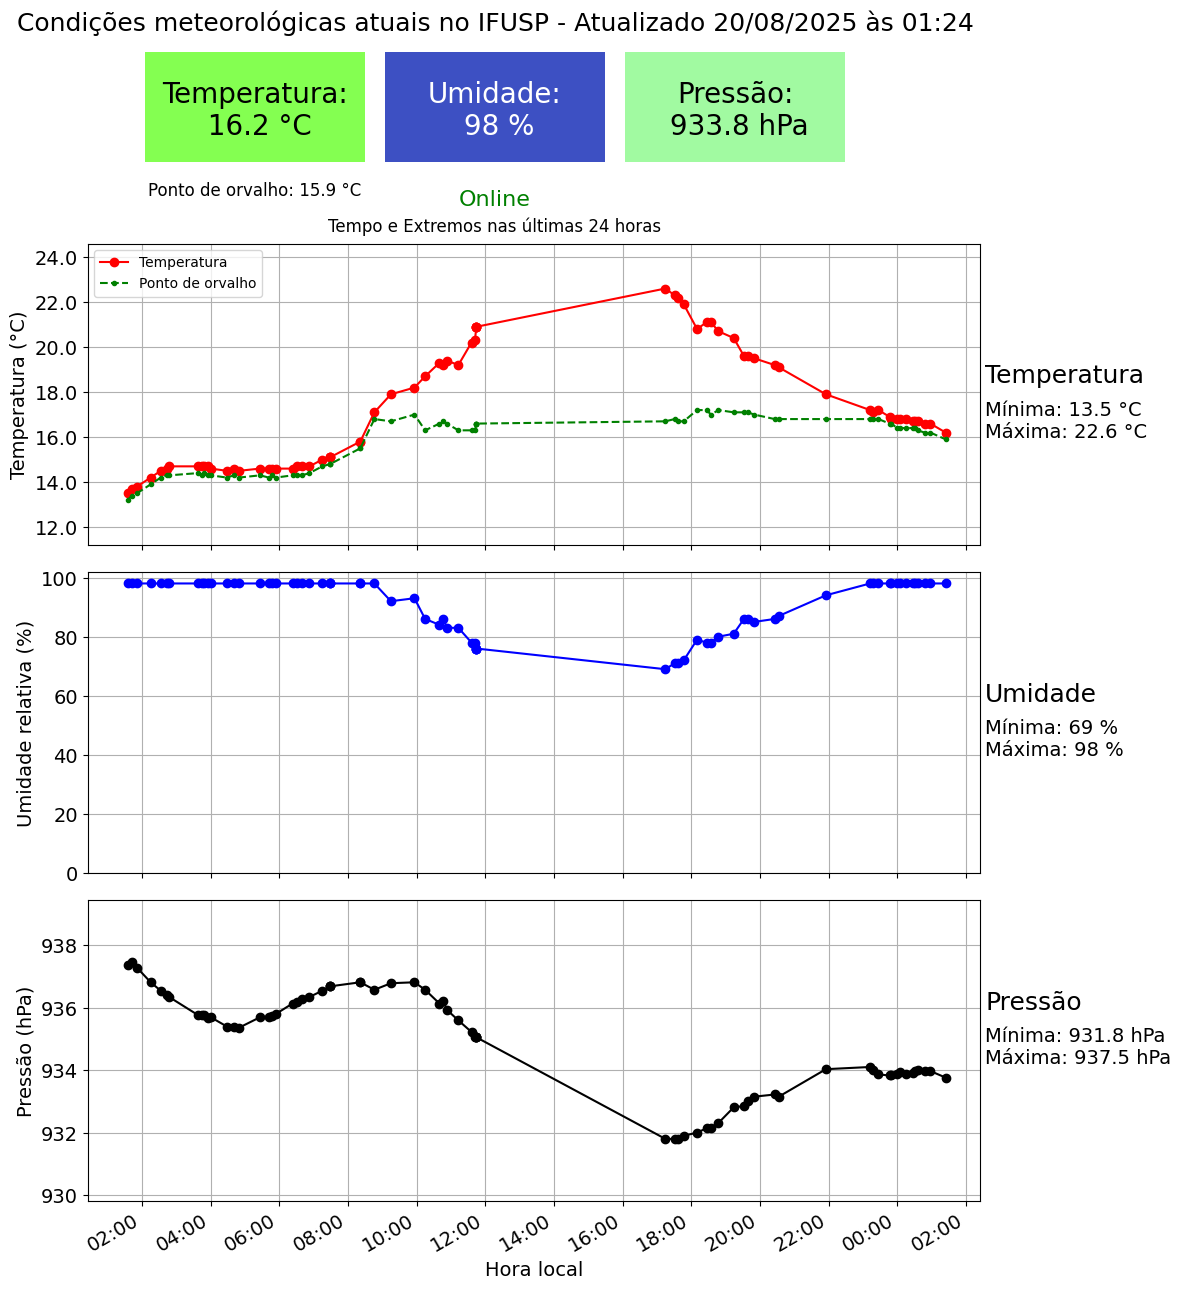 Condições meteorológicas atuais no IFUSP - Atualizado 20/08/2025 às 01:24
Temperatura:
16.2 °C
Umidade:
98 %
Pressão:
933.8 hPa
Ponto de orvalho: 15.9 °C
Online
Tempo e Extremos nas últimas 24 horas
Temperatura (°C)
24.0
22.0
20.0
18.0
16.0
14.0
12.0
Temperatura
Ponto de orvalho
Temperatura
Mínima: 13.5 °C
Máxima: 22.6 °C
Umidade relativa (%)
100
80
60
40
20
0
Umidade
Mínima: 69 %
Máxima: 98 %
Pressão (hPa)
938
936
934
932
930
Pressão
Mínima: 931.8 hPa
Máxima: 937.5 hPa
02:00 04:00 06:00 08:00 10:00 12:00 14:00 16:00 18:00 20:00 22:00 00:00 02:00
Hora local